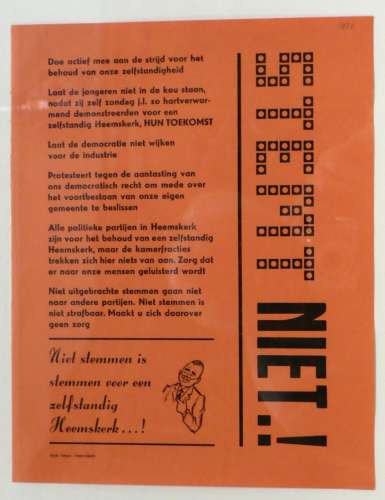 Doe actief mee aan de strijd voor het
behoud van onze zelfstandigheid
Laat de jongeren niet in de kou staan,
nadat zij zelf zondag j.l. zo hartverwar-
mend demonstreerden voor een
zelfstandig Heemskerk, HUN TOEKOMST
Laat de democratie niet wijken
voor de industrie
Protesteert tegen de aantasting van
ons democratisch recht om mede over
het voortbestaan van onze eigen
gemeente te beslissen
Alle politieke partijen in Heemskerk
zijn voor het behoud van een zelfstandig
Heemskerk, maar de kamerfracties
trekken zich hier niets van aan. Zorg dat
er naar onze mensen geluisterd wordt
Niet uitgebrachte stemmen gaan niet
naar andere partijen. Niet stemmen is
niet strafbaar. Maakt u zich daarover
geen zorg
Niet stemmen is
stemmen voor een
zelfstandig
Heemskerk...!
STEMT NIET.!